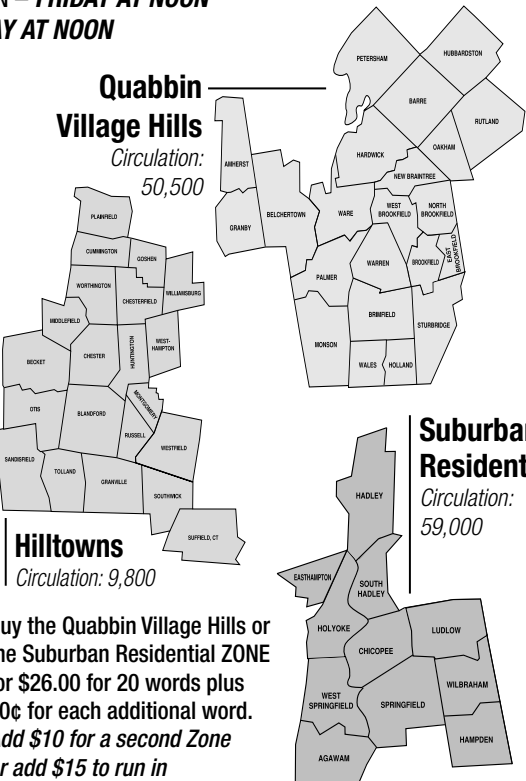 N – FRIDAY AT NOON
AY AT NOON
Quabbin
Village Hills
Circulation:
50,500
PETERSHAM
HUBBARDSTON
BARRE
RUTLAND
OAKHAM
HARDWICK
NEW BRAINTREE
AMHERST
BELCHERTOWN
GRANBY
WARE
WEST
BROOKFIELD
NORTH
BROOKFIELD
EAST
BROOKFIELD
BROOKFIELD
WARREN
PALMER
BRIMFIELD
STURBRIDGE
MONSON
WALES
HOLLAND
PLAINFIELD
CUMMINGTON
GOSHEN
WORTHINGTON
CHESTERFIELD
WILLIAMSBURG
MIDDLEFIELD
HUNTINGTON
WEST-
HAMPTON
CHESTER
BECKET
MONTGOMERY
OTIS
BLANDFORD
RUSSELL
WESTFIELD
SANDISFIELD
TOLLAND
GRANVILLE
SOUTHWICK
SUFFIELD, CT
Hilltowns
Circulation: 9,800
Suburban
Resident
Circulation:
59,000
HADLEY
EASTHAMPTON
SOUTH
HADLEY
HOLYOKE
CHICOPEE
LUDLOW
WEST
SPRINGFIELD
SPRINGFIELD
WILBRAHAM
HAMPDEN
AGAWAM
uy the Quabbin Village Hills or
he Suburban Residential ZONE
or $26.00 for 20 words plus
0¢ for each additional word.
dd $10 for a second Zone
r add $15 to run in